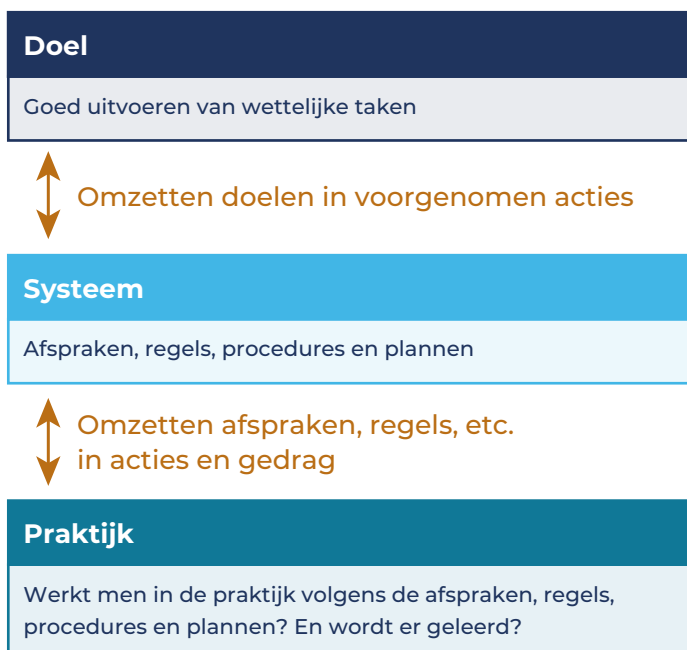 Doel
Goed uitvoeren van wettelijke taken
Omzetten doelen in voorgenomen acties
Systeem
Afspraken, regels, procedures en plannen
Omzetten afspraken, regels, etc.
in acties en gedrag
Praktijk
Werkt men in de praktijk volgens de afspraken, regels,
procedures en plannen? En wordt er geleerd?